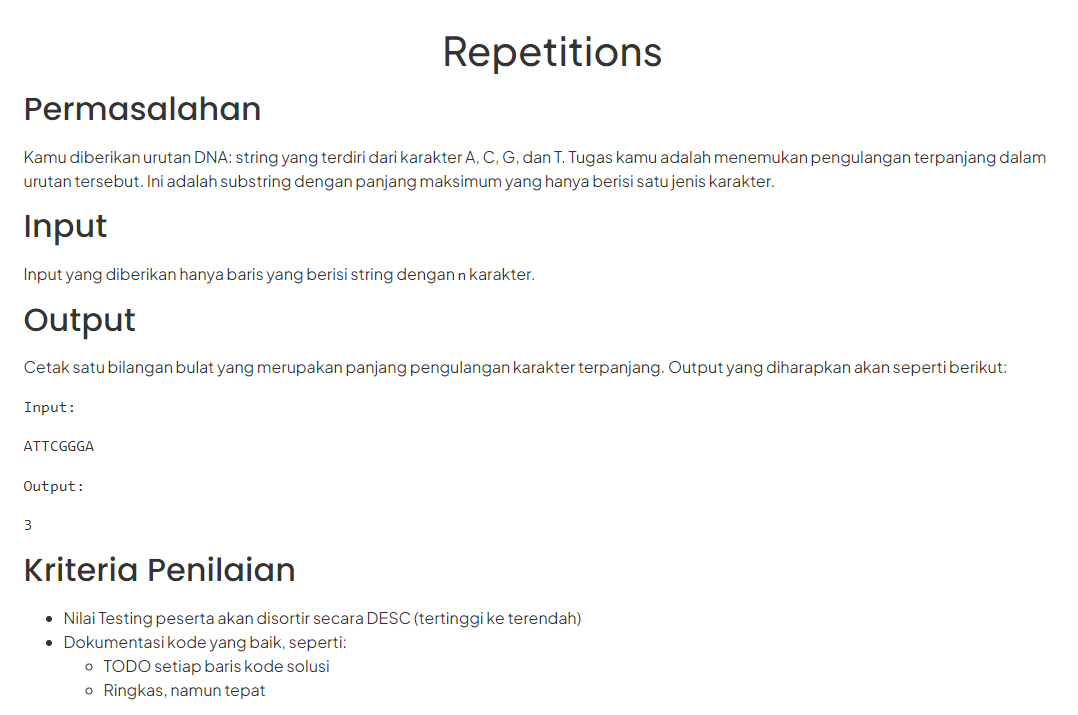 Repetitions
Permasalahan
Kamu diberikan urutan DNA: string yang terdiri dari karakter A, C, G, dan T. Tugas kamu adalah menemukan pengulangan terpanjang dalam
urutan tersebut. Ini adalah substring dengan panjang maksimum yang hanya berisi satu jenis karakter.
Input
Input yang diberikan hanya baris yang berisi string dengan n karakter.
Output
Cetak satu bilangan bulat yang merupakan panjang pengulangan karakter terpanjang. Output yang diharapkan akan seperti berikut:
Input:
ATTCGGGA
Output:
3
Kriteria Penilaian
• Nilai Testing peserta akan disortir secara DESC (tertinggi ke terendah)
• Dokumentasi kode yang baik, seperti:
◦ TODO setiap baris kode solusi
◦ Ringkas, namun tepat